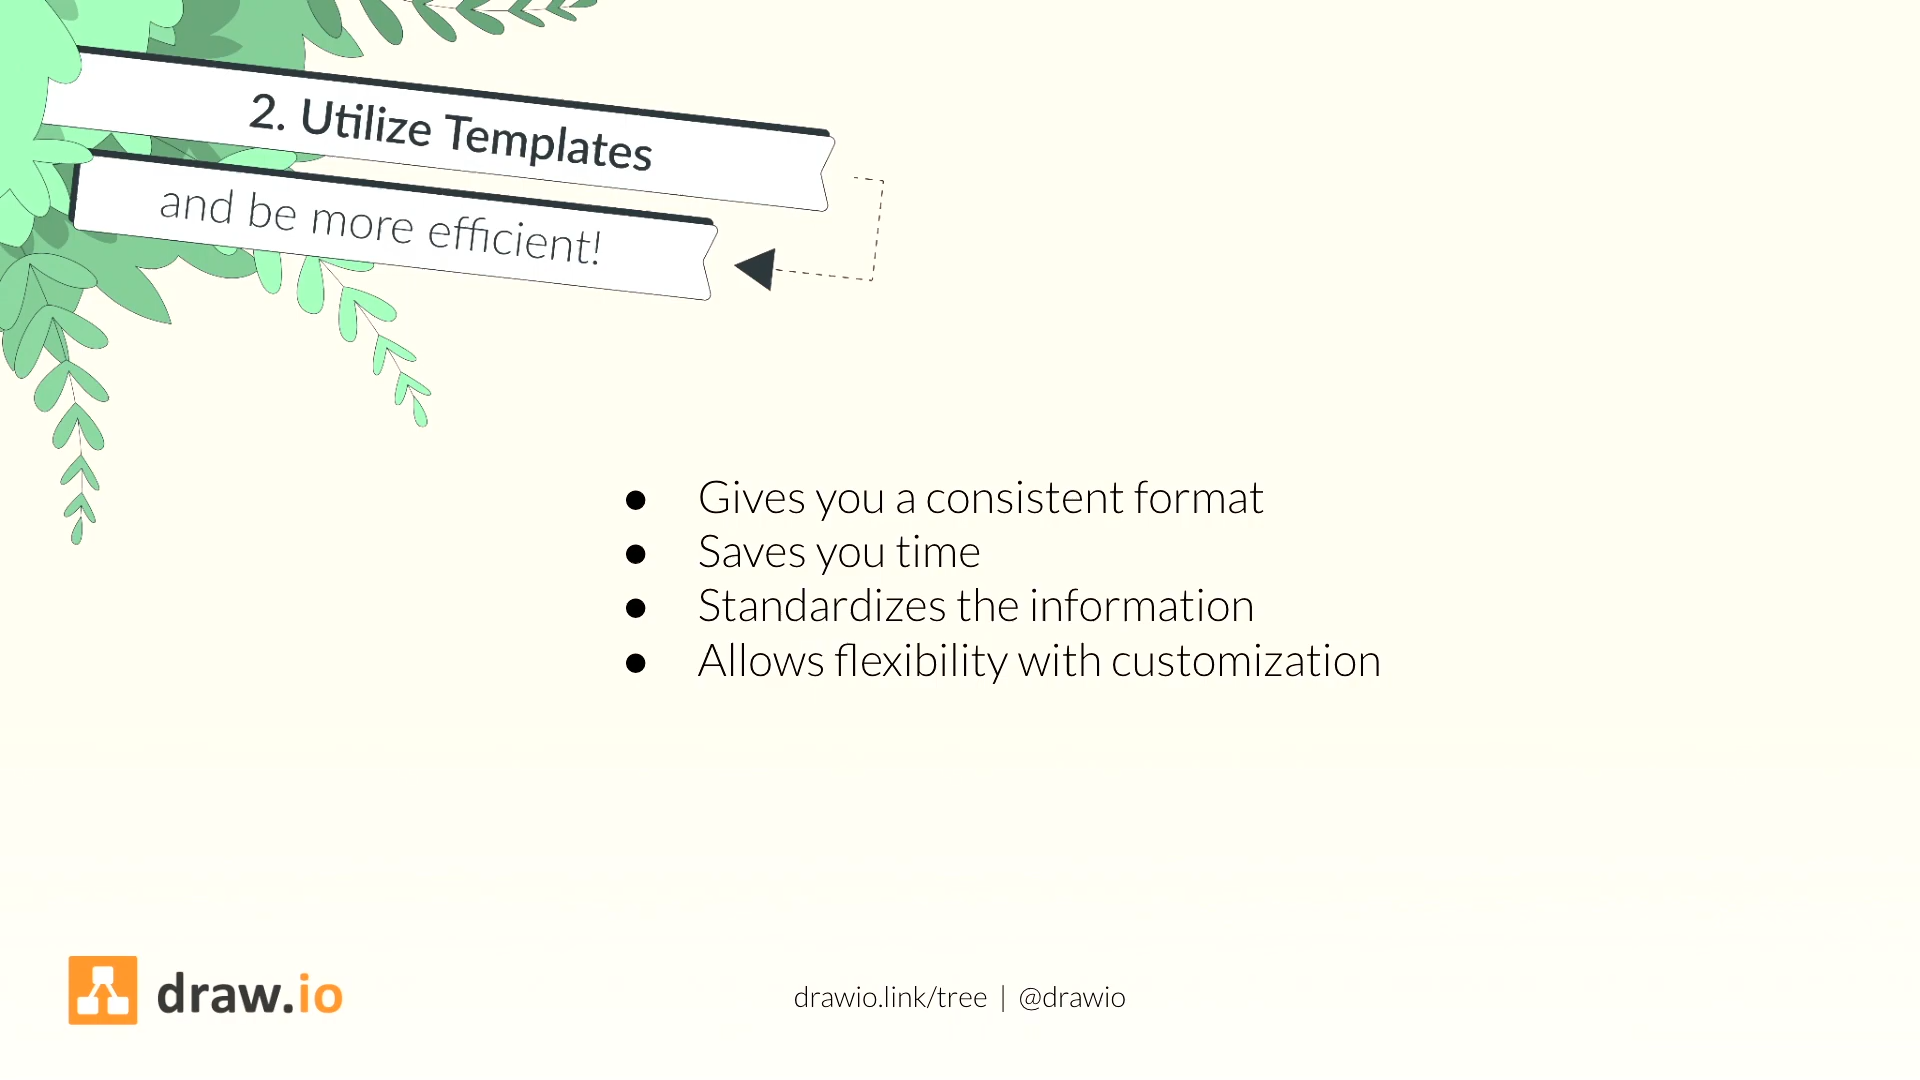 2. Utilize Templates
and be more efficient!
● Gives you a consistent format
● Saves you time
● Standardizes the information
● Allows flexibility with customization
draw.io
drawio.link/tree | @drawio